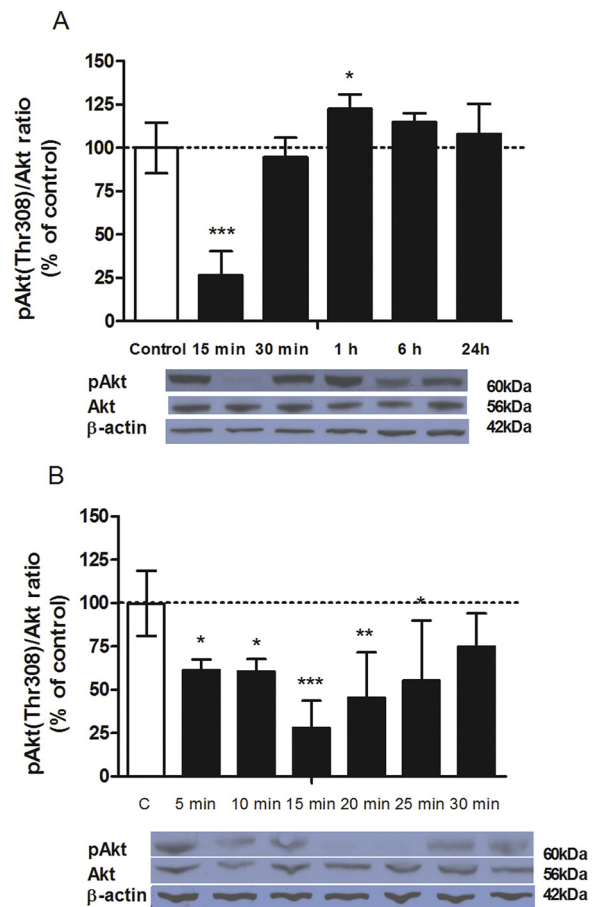 A
pAkt(Thr308)/Akt ratio
(% of control)
150
125
100
75
50
25
0
***
*
Control 15 min 30 min 1 h 6 h 24h
pAkt 60kDa
Akt 56kDa
β-actin 42kDa
B
pAkt(Thr308)/Akt ratio
(% of control)
150
125
100
75
50
25
0
* * *** ** *
C 5 min 10 min 15 min 20 min 25 min 30 min
pAkt 60kDa
Akt 56kDa
β-actin 42kDa